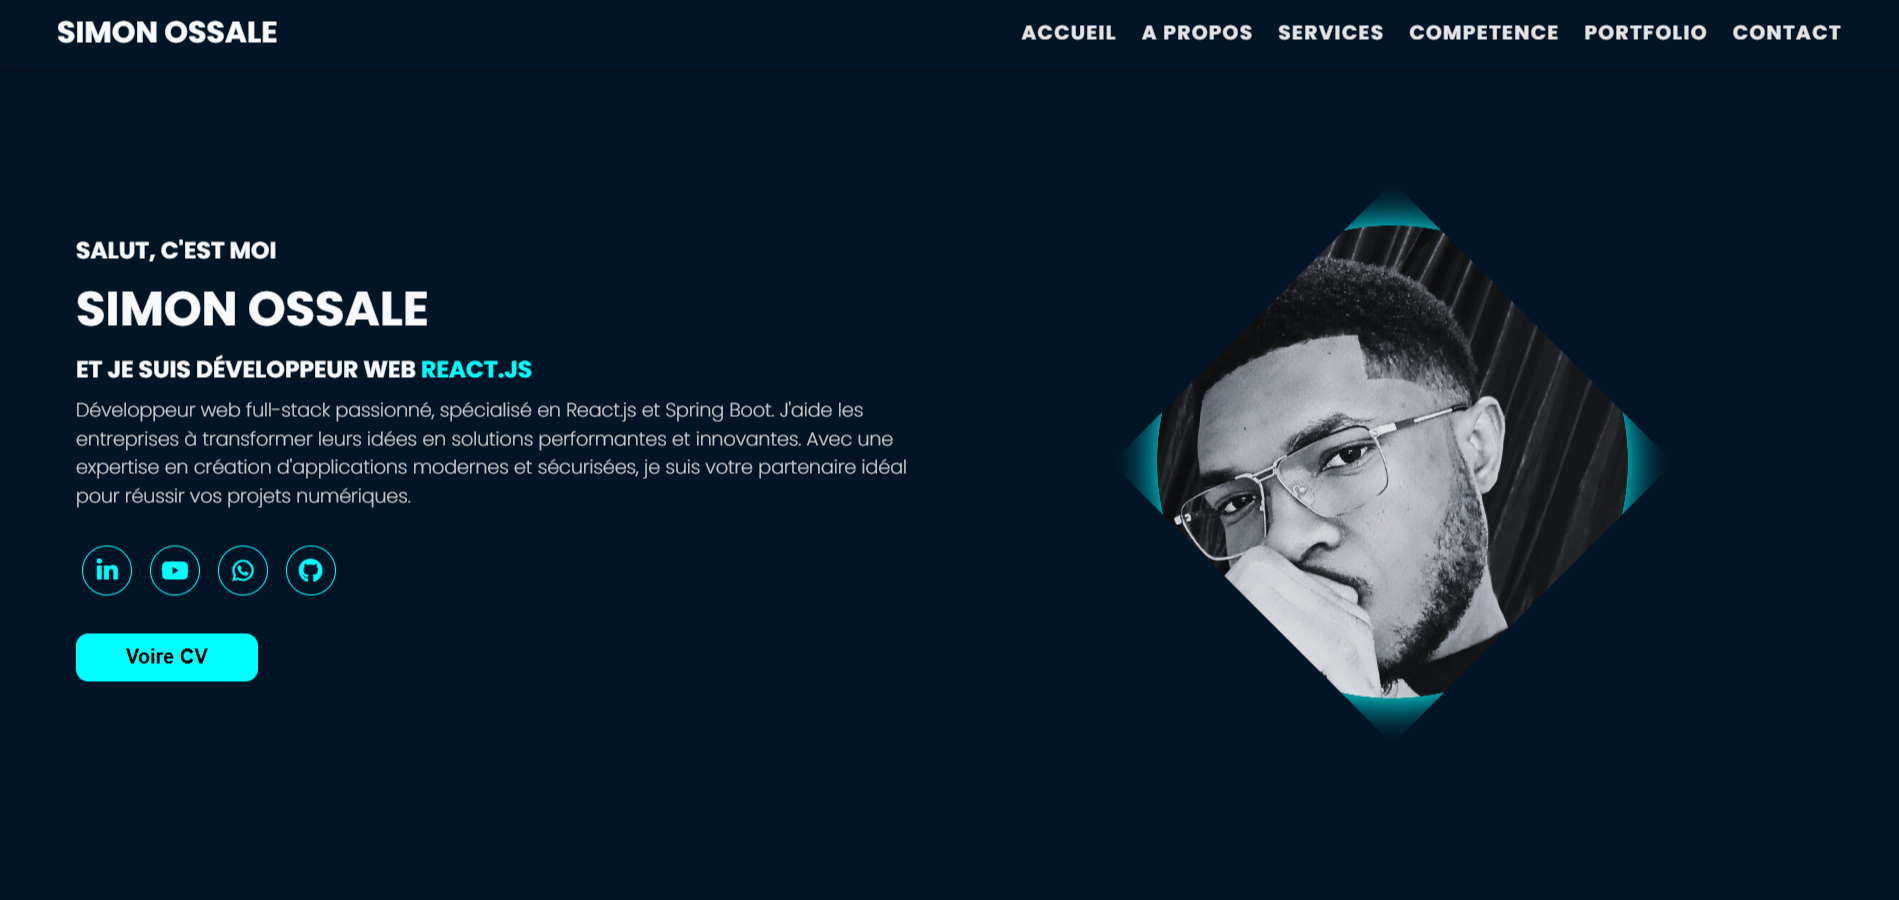 SIMON OSSALE
ACCUEIL A PROPOS SERVICES COMPETENCE PORTFOLIO CONTACT
SALUT, C'EST MOI
SIMON OSSALE
ET JE SUIS DÉVELOPPEUR WEB REACT.JS
Développeur web full-stack passionné, spécialisé en React.js et Spring Boot. J'aide les
entreprises à transformer leurs idées en solutions performantes et innovantes. Avec une
expertise en création d'applications modernes et sécurisées, je suis votre partenaire idéal
pour réussir vos projets numériques.
in
Voire CV